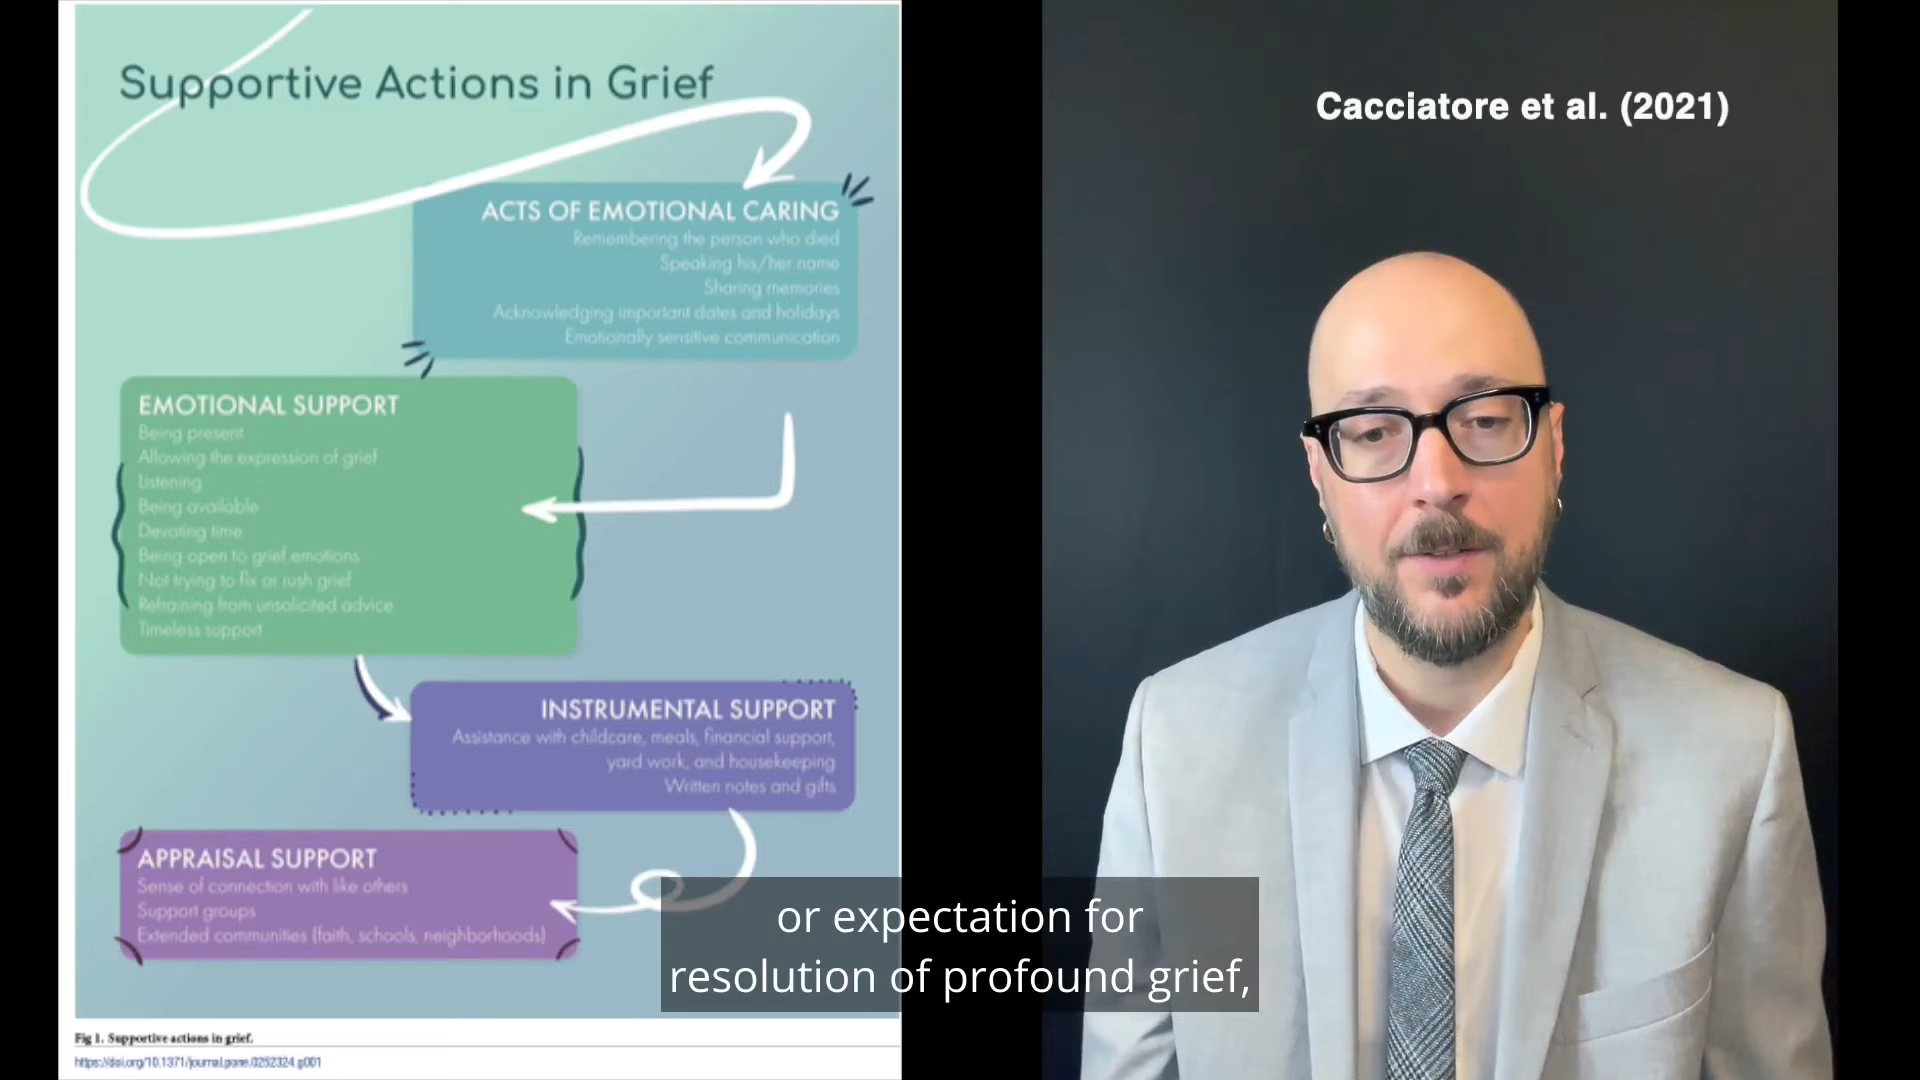 Supportive Actions in Grief
ACTS OF EMOTIONAL CARING
Remembering the person who died
Speaking his/her name
Sharing memories
Acknowledging important dates and holidays
Emotionally sensitive communication
EMOTIONAL SUPPORT
Being present
Allowing the expression of grief
Listening
Being available
Devoting time
Being open to grief emotions
Not trying to fix or rush grief
Refraining from unsolicited advice
Timeless support
INSTRUMENTAL SUPPORT
Assistance with childcare, meals, financial support,
yard work, and housekeeping
Written notes and gifts
APPRAISAL SUPPORT
Sense of connection with like others
Support groups
Extended communities (faith, schools, neighborhoods)
Fig 1. Supportive actions in grief.
https://doi.org/10.1371/journal.pone.0252324.g001
Cacciatore et al. (2021)
or expectation for
resolution of profound grief,